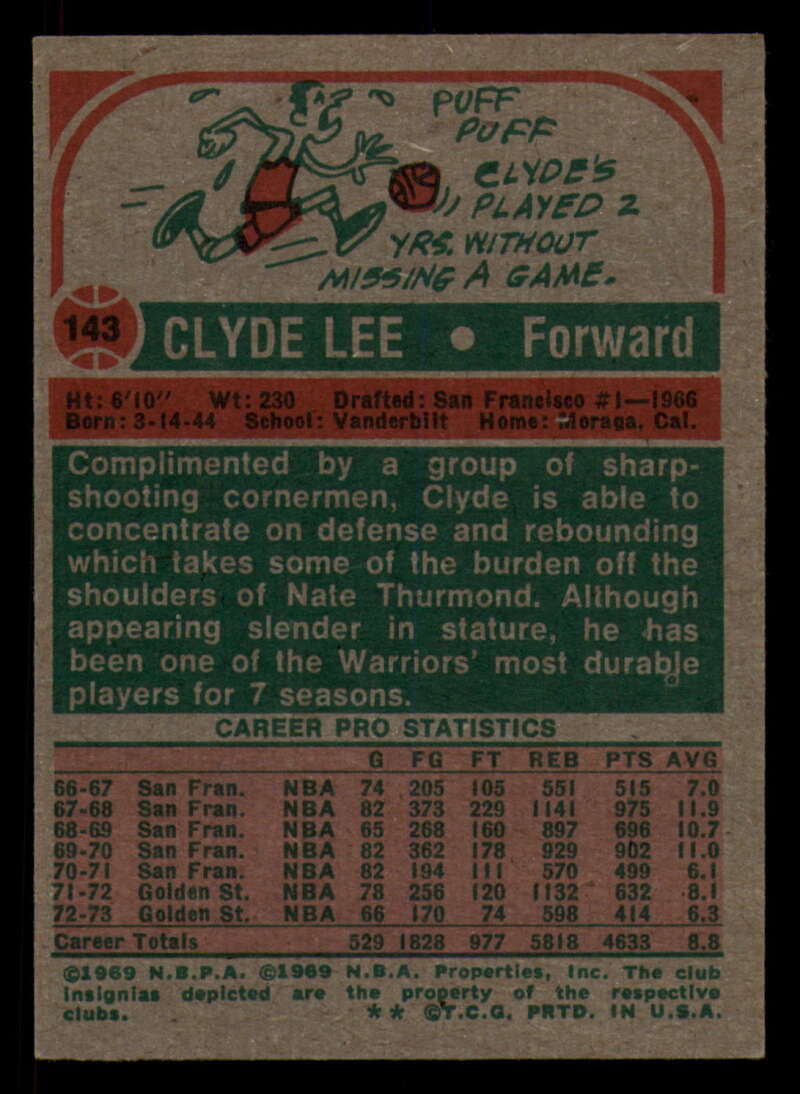 PUFF
PUFF
CLYDE'S
PLAYED 2
YRS. WITHOUT
MISSING A GAME.
143 CLYDE LEE • Forward
Ht: 6'10" Wt: 230 Drafted: San Francisco #1—1966
Born: 3-14-44 School: Vanderbilt Home: Moraga, Cal.
Complimented by a group of sharp-
shooting cornermen, Clyde is able to
concentrate on defense and rebounding
which takes some of the burden off the
shoulders of Nate Thurmond. Although
appearing slender in stature, he has
been one of the Warriors' most durable
players for 7 seasons.
CAREER PRO STATISTICS
G FG FT REB PTS AVG
66-67 San Fran. NBA 74 205 105 551 515 7.0
67-68 San Fran. NBA 82 373 229 1141 975 11.9
68-69 San Fran. NBA 65 268 160 897 696 10.7
69-70 San Fran. NBA 82 362 178 929 902 11.0
70-71 San Fran. NBA 82 194 111 570 499 6.1
71-72 Golden St. NBA 78 256 120 1132 632 8.1
72-73 Golden St. NBA 66 170 74 598 414 6.3
Career Totals 529 1828 977 5818 4633 8.8
©1969 N.B.P.A. ©1969 N.B.A. Properties, Inc. The club
insignias depicted are the property of the respective
clubs. ** ©T.C.G. PRTD. IN U.S.A.